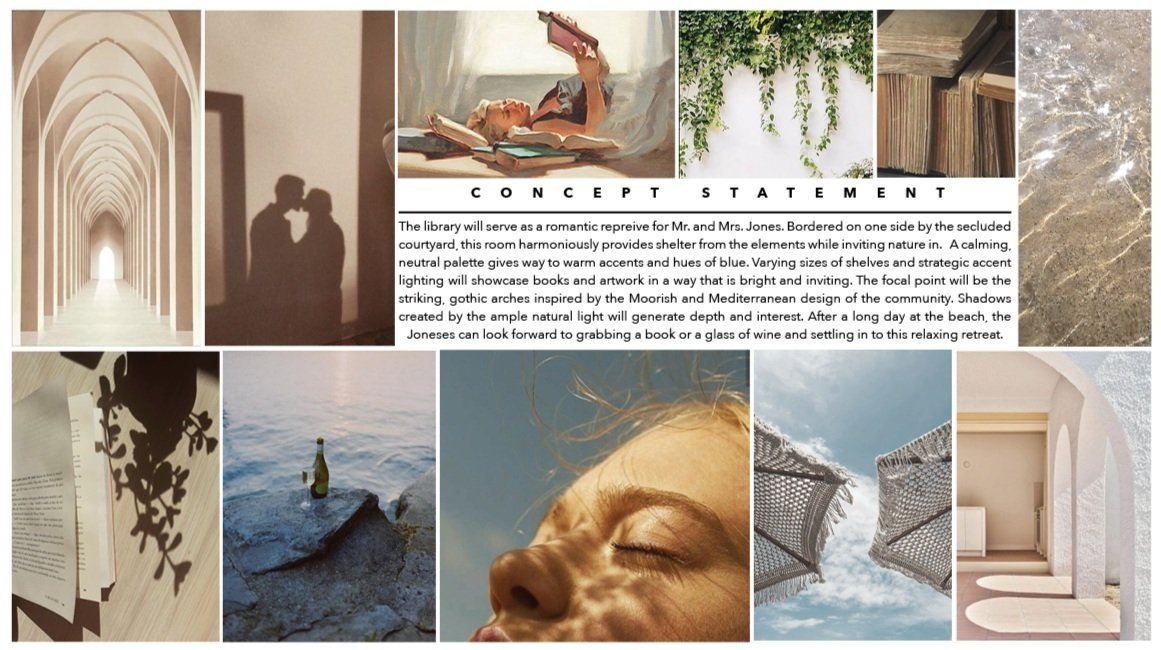 CONCEPT STATEMENT
The library will serve as a romantic repreive for Mr. and Mrs. Jones. Bordered on one side by the secluded
courtyard, this room harmoniously provides shelter from the elements while inviting nature in. A calming,
neutral palette gives way to warm accents and hues of blue. Varying sizes of shelves and strategic accent
lighting will showcase books and artwork in a way that is bright and inviting. The focal point will be the
striking, gothic arches inspired by the Moorish and Mediterranean design of the community. Shadows
created by the ample natural light will generate depth and interest. After a long day at the beach, the
Joneses can look forward to grabbing a book or a glass of wine and settling in to this relaxing retreat.